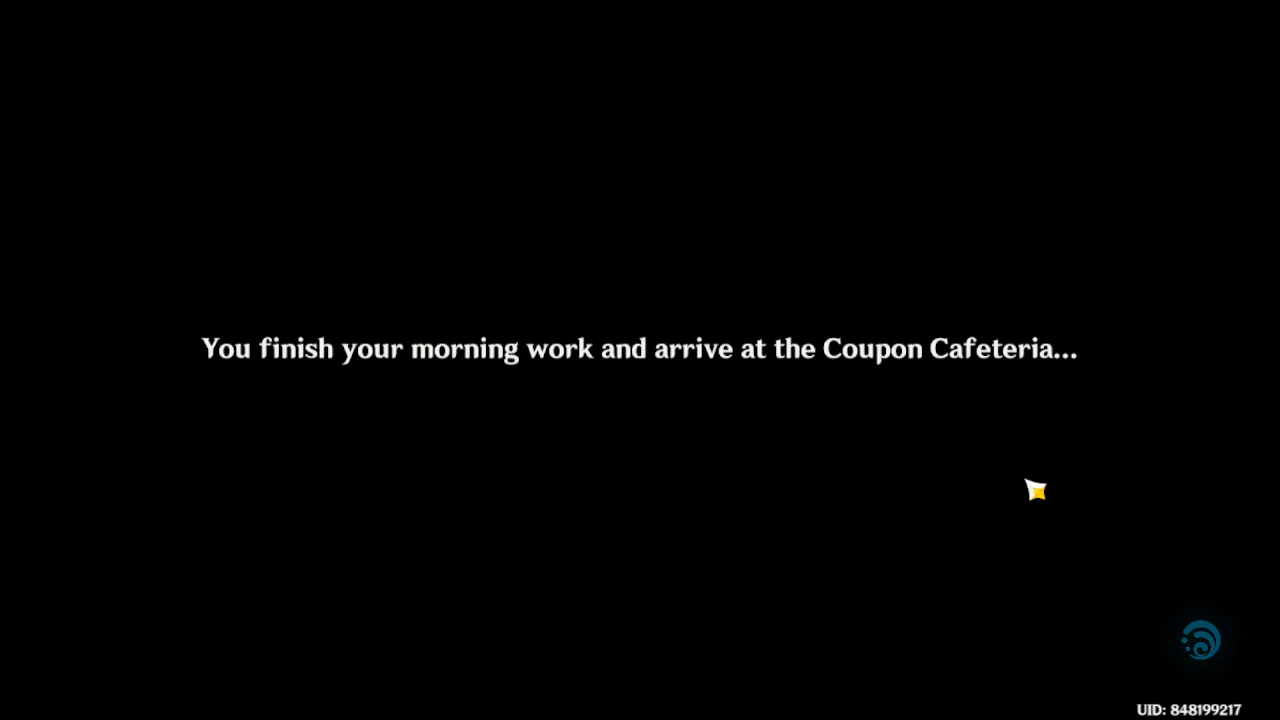 You finish your morning work and arrive at the Coupon Cafeteria...
UID: 848199217